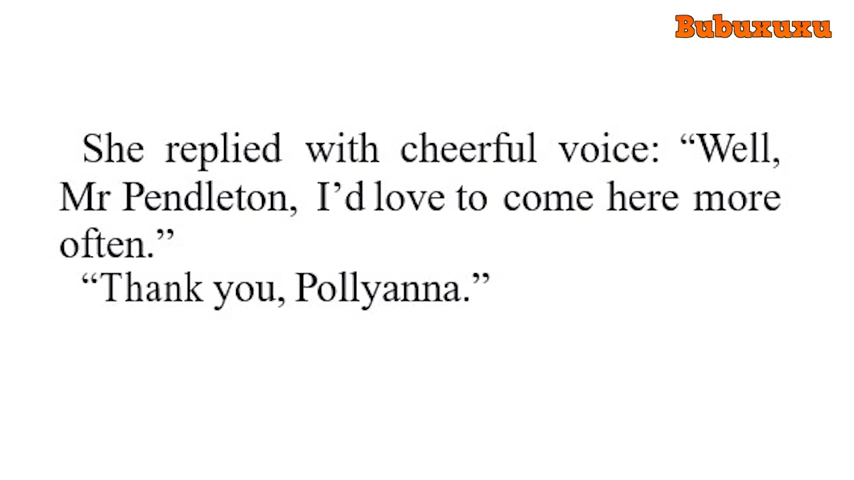 Bubuxuxu
She replied with cheerful voice: “Well,
Mr Pendleton, I’d love to come here more
often.”
“Thank you, Pollyanna.”